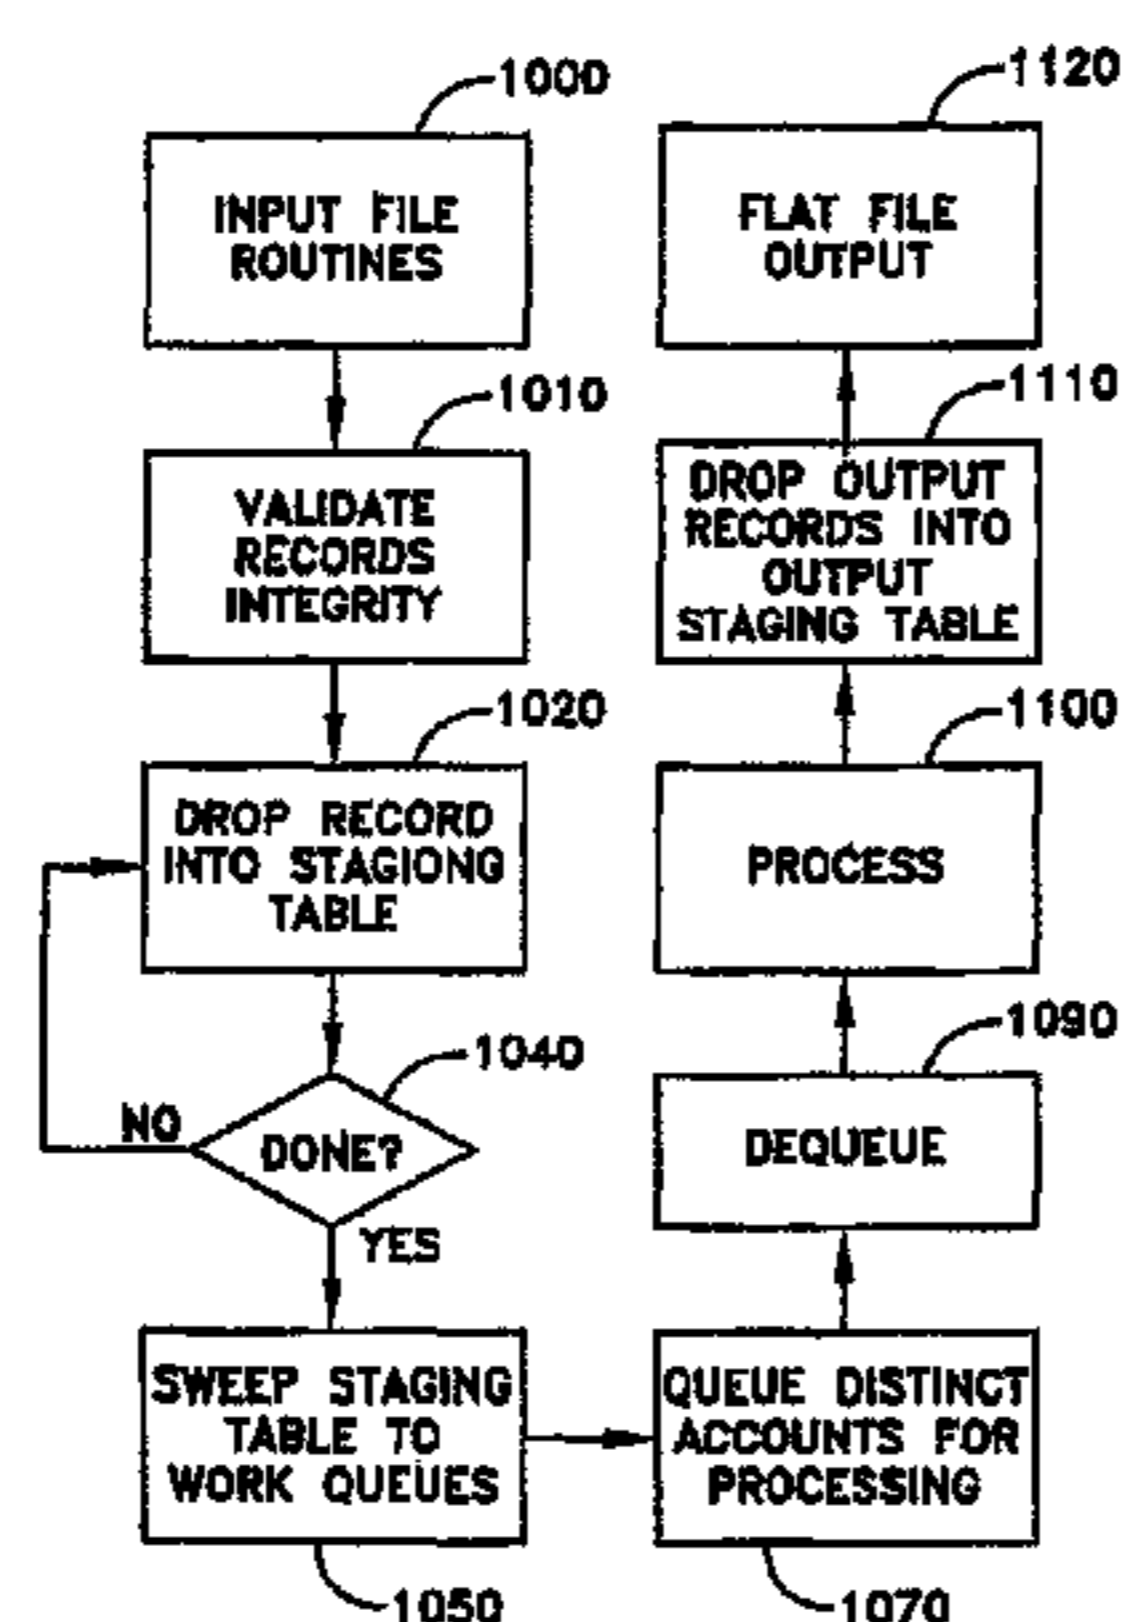 1000
INPUT FILE
ROUTINES
1010
VALIDATE
RECORDS
INTEGRITY
1020
DROP RECORD
INTO STAGIONG
TABLE
1040
DONE?
NO
YES
SWEEP STAGING
TABLE TO
WORK QUEUES
1050
QUEUE DISTINCT
ACCOUNTS FOR
PROCESSING
1070
1090
DEQUEUE
1100
PROCESS
1110
DROP OUTPUT
RECORDS INTO
OUTPUT
STAGING TABLE
1120
FLAT FILE
OUTPUT